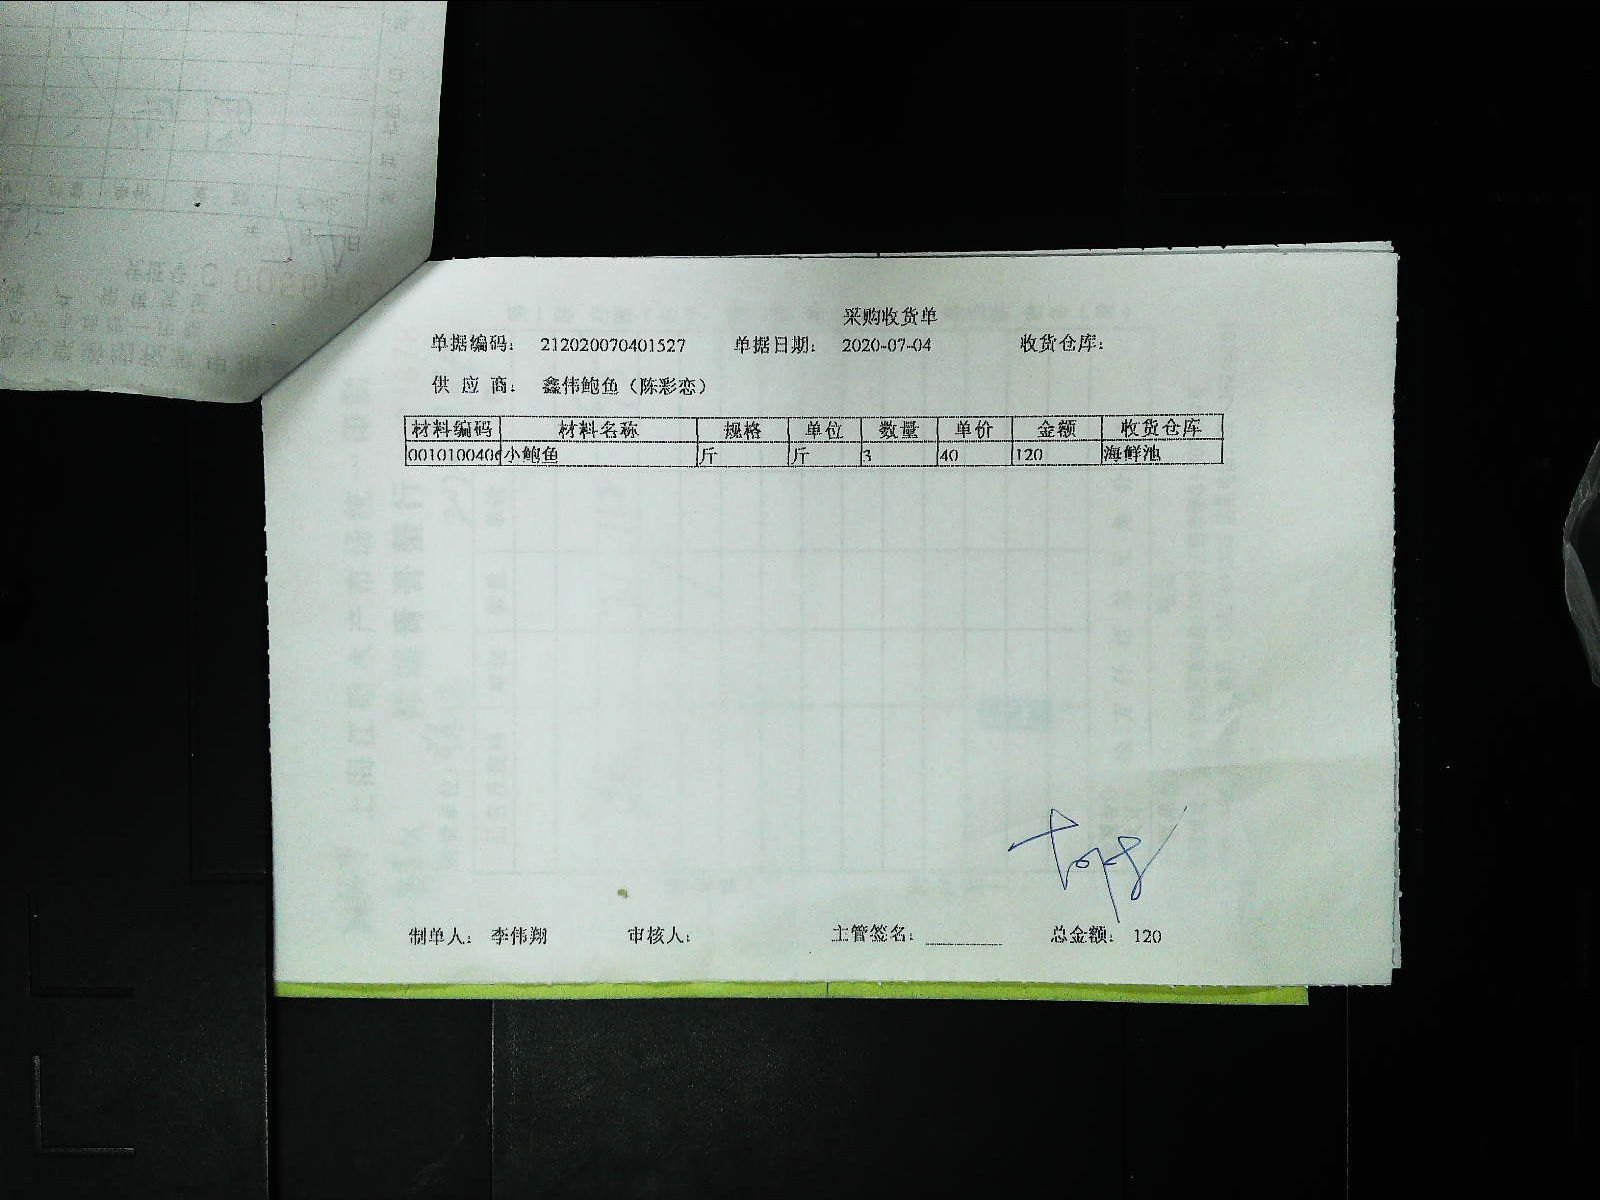 采购收货单
单据编码： 212020070401527 单据日期： 2020-07-04 收货仓库：
供 应 商： 鑫伟鲍鱼（陈彩恋）
材料编码 材料名称 规格 单位 数量 单价 金额 收货仓库
0010100406 小鲍鱼 斤 斤 3 40 120 海鲜池
制单人： 李伟翔 审核人： 主管签名： 总金额： 120